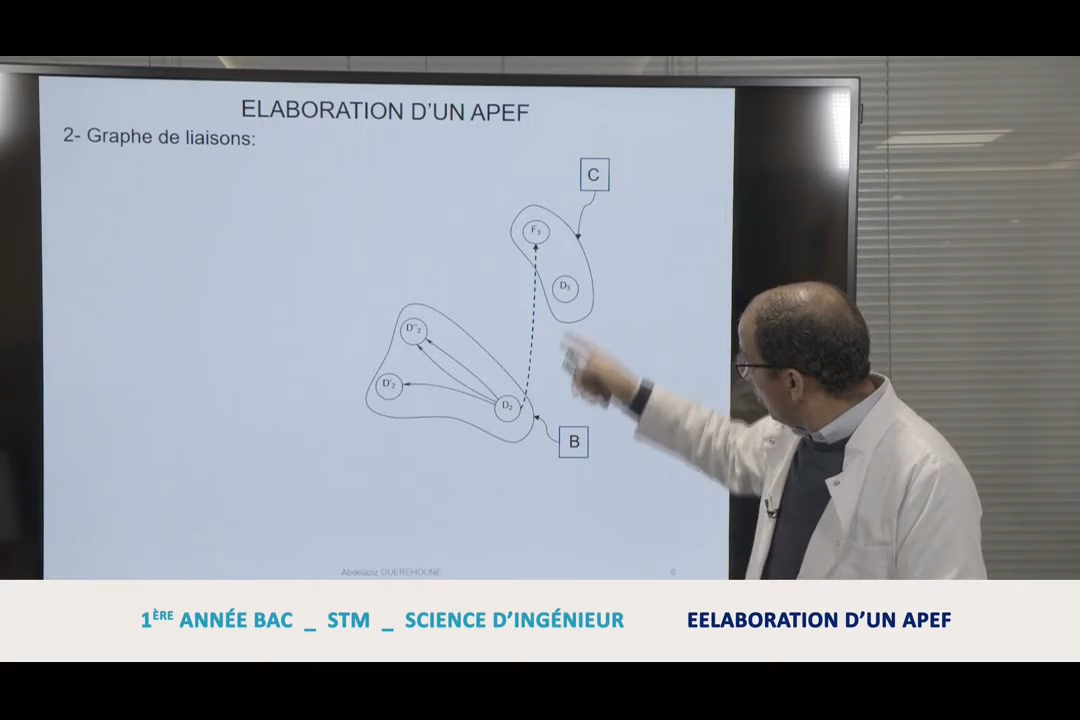 ELABORATION D'UN APEF
2- Graphe de liaisons:
C
F₃
D₃
D''₂
D'₂
D₂
B
Abdelaziz GUEREHOUNE
6
1ÈRE ANNÉE BAC _ STM _ SCIENCE D'INGÉNIEUR
EELABORATION D'UN APEF